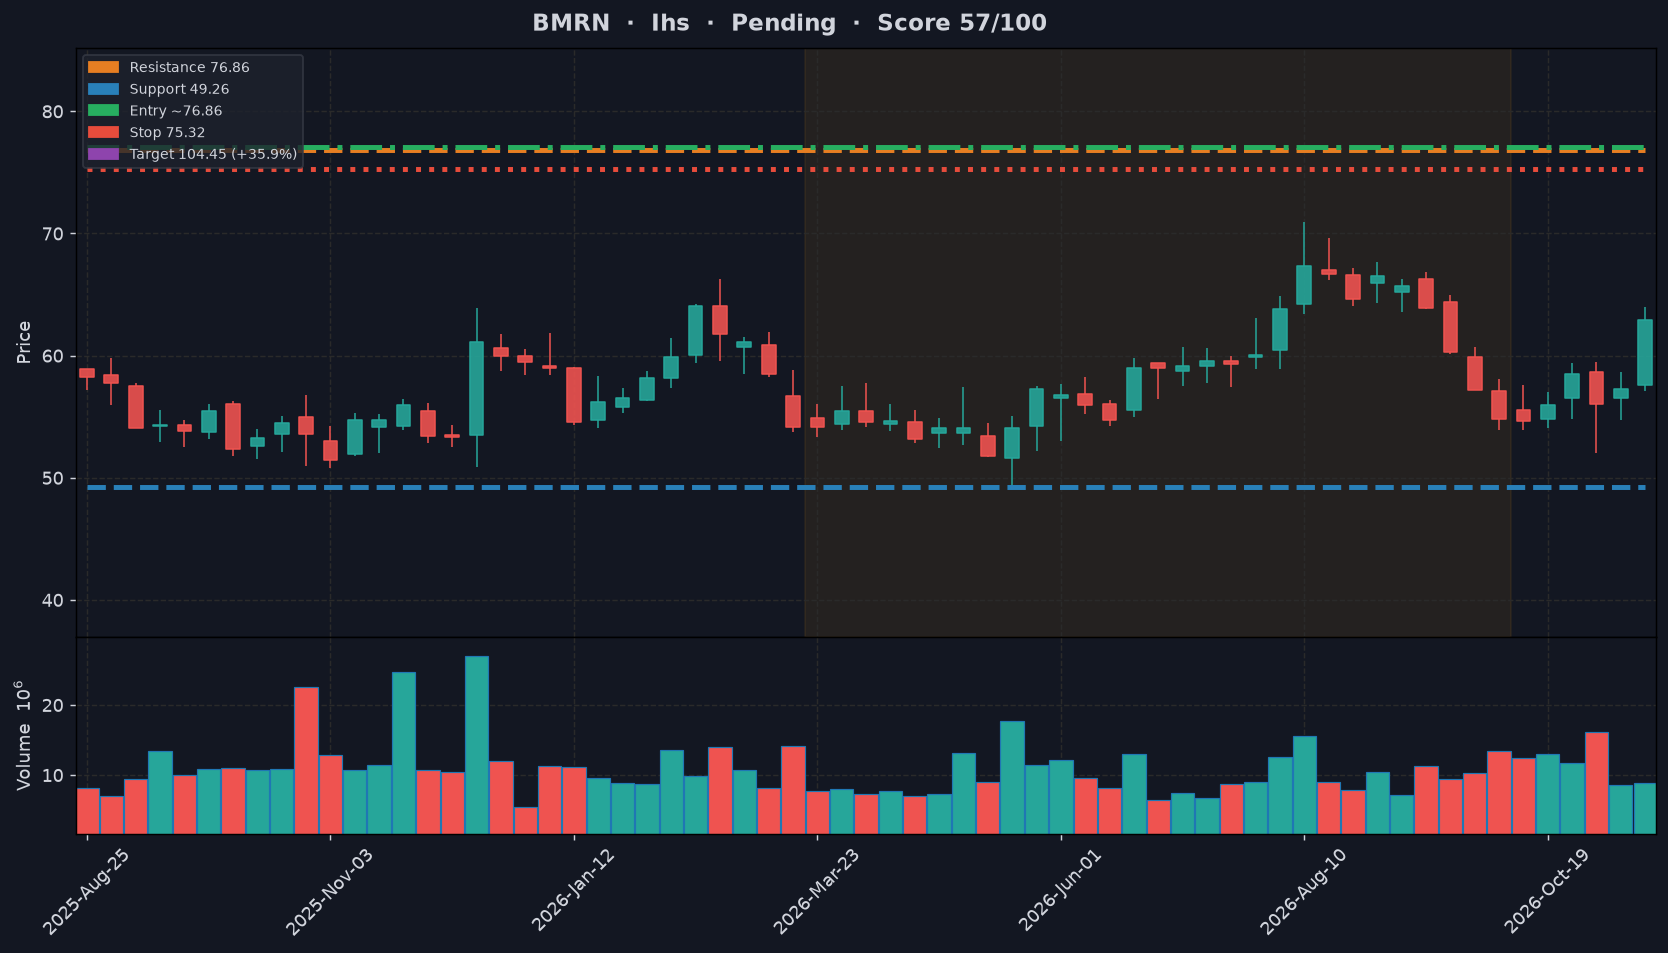 BMRN · Ihs · Pending · Score 57/100
Resistance 76.86
Support 49.26
Entry ~76.86
Stop 75.32
Target 104.45 (+35.9%)
Price
80
70
60
50
40
Volume 10⁶
20
10
2025-Aug-25
2025-Nov-03
2026-Jan-12
2026-Mar-23
2026-Jun-01
2026-Aug-10
2026-Oct-19